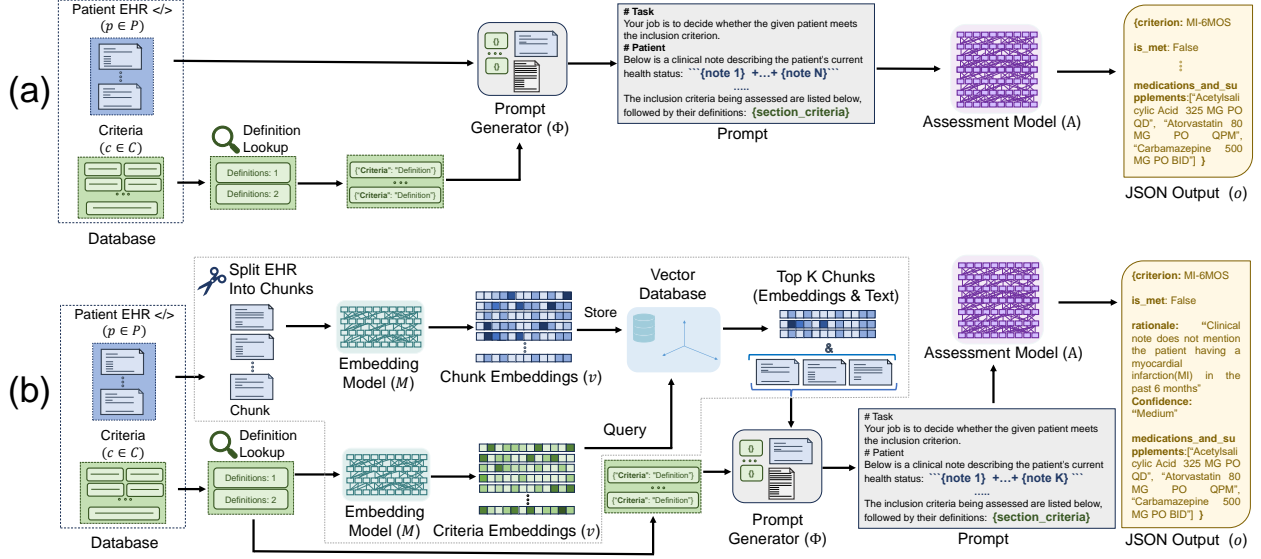 (a)
Patient EHR </>
(p ∈ P)
Criteria
(c ∈ C)
Database
Definition
Lookup
Definitions: 1
Definitions: 2
{"Criteria": "Definition"}
{"Criteria": "Definition"}
{}
{}
Prompt
Generator (Φ)
# Task
Your job is to decide whether the given patient meets
the inclusion criterion.
# Patient
Below is a clinical note describing the patient's current
health status: ```{note 1} +...+ {note N}```
.....
The inclusion criteria being assessed are listed below,
followed by their definitions: {section_criteria}
Prompt
Assessment Model (A)
{criterion: MI-6MOS
is_met: False
medications_and_su
pplements:["Acetylsali
cylic Acid 325 MG PO
QD", "Atorvastatin 80
MG PO QPM",
"Carbamazepine 500
MG PO BID"] }
JSON Output (o)
(b)
Patient EHR </>
(p ∈ P)
Criteria
(c ∈ C)
Database
Split EHR
Into Chunks
Chunk
Embedding
Model (M)
Chunk Embeddings (v)
Store
Vector
Database
Top K Chunks
(Embeddings & Text)
&
Definition
Lookup
Definitions: 1
Definitions: 2
Embedding
Model (M)
Criteria Embeddings (v)
Query
{"Criteria": "Definition"}
{"Criteria": "Definition"}
{}
{}
Prompt
Generator (Φ)
# Task
Your job is to decide whether the given patient meets
the inclusion criterion.
# Patient
Below is a clinical note describing the patient's current
health status: ```{note 1} +...+ {note K}```
.....
The inclusion criteria being assessed are listed below,
followed by their definitions: {section_criteria}
Prompt
Assessment Model (A)
{criterion: MI-6MOS
is_met: False
rationale: "Clinical
note does not mention
the patient having a
myocardial
infarction(MI) in the
past 6 months"
Confidence:
"Medium"
medications_and_su
pplements:["Acetylsali
cylic Acid 325 MG PO
QD", "Atorvastatin 80
MG PO QPM",
"Carbamazepine 500
MG PO BID"] }
JSON Output (o)